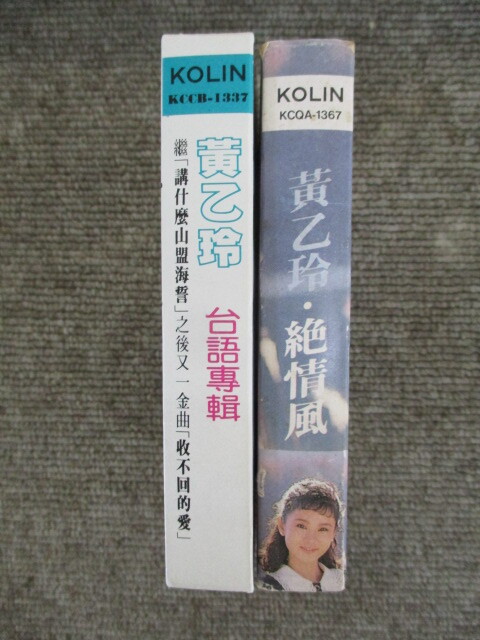 KOLIN
KCCB-1337
黃乙玲
台語專輯
繼「講什麼山盟海誓」之後又一金曲「收不回的愛」
KOLIN
KCQA-1367
黃乙玲・絕情風